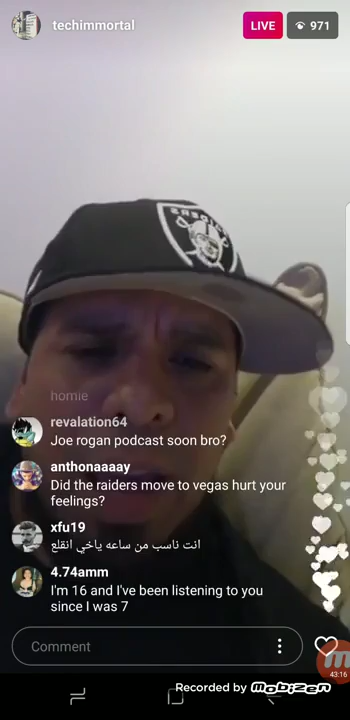 techimmortal
LIVE
971
RAIDERS
homie
revalation64
Joe rogan podcast soon bro?
anthonaaaay
Did the raiders move to vegas hurt your
feelings?
xfu19
انت ناسب من ساعه ياخي انقلع
4.74amm
I'm 16 and I've been listening to you
since I was 7
Comment
43:16
Recorded by Mobizen